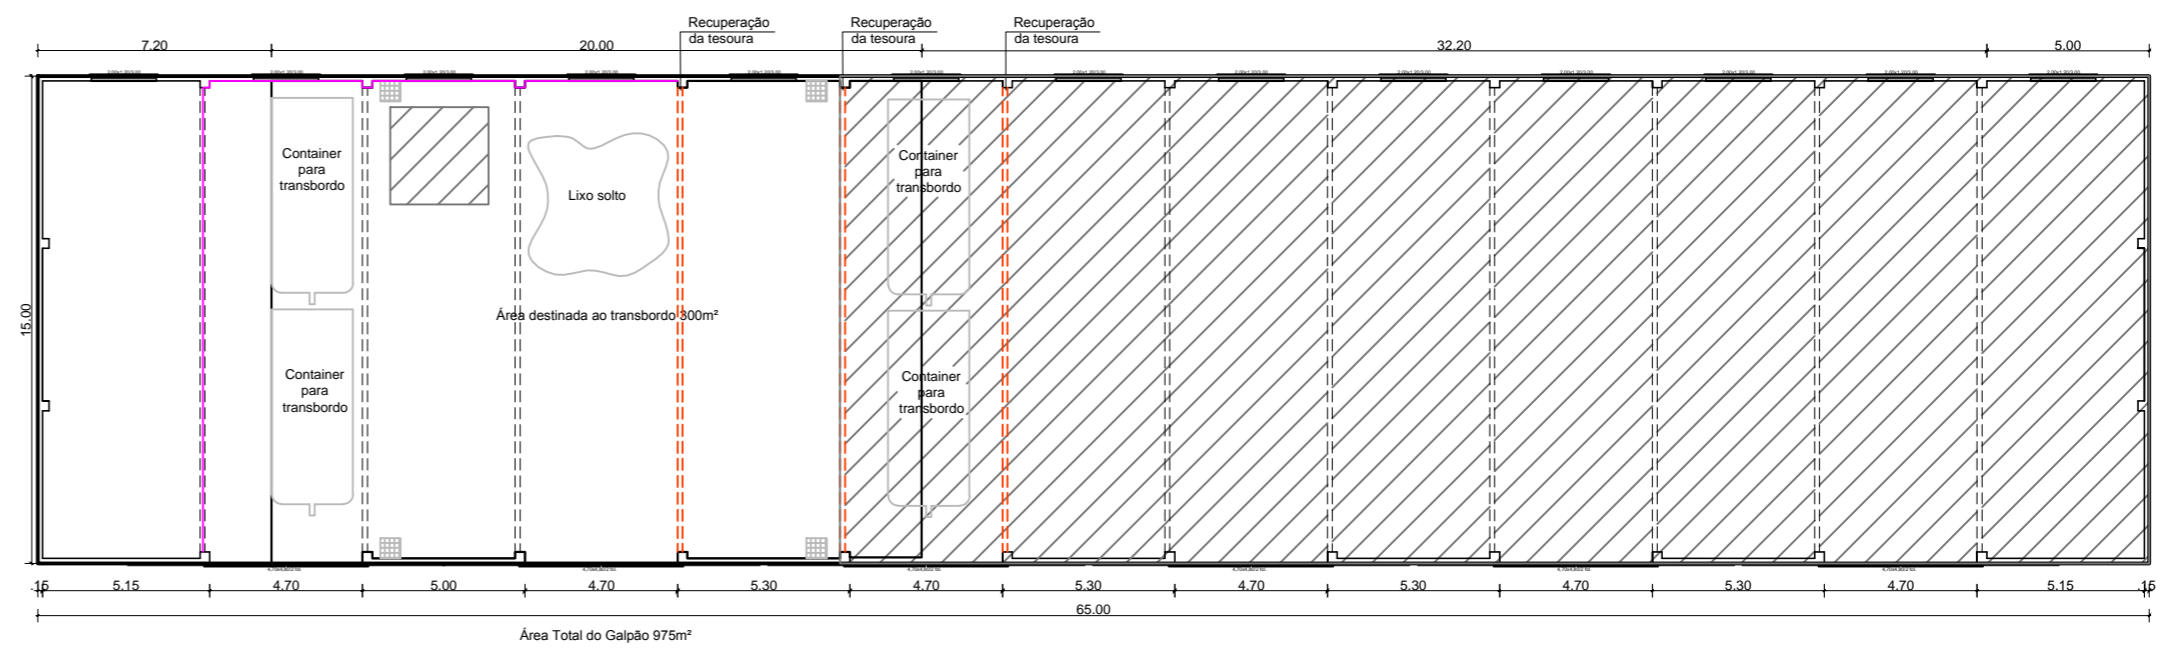 Recuperação
da tesoura
Recuperação
da tesoura
Recuperação
da tesoura
7.20
20.00
32.20
5.00
Container
para
transbordo
Lixo solto
Container
para
transbordo
Área destinada ao transbordo 300m²
15.00
Container
para
transbordo
Container
para
transbordo
.15
5.15
4.70
5.00
4.70
5.30
4.70
5.30
4.70
5.30
4.70
5.30
4.70
5.15
.15
65.00
Área Total do Galpão 975m²